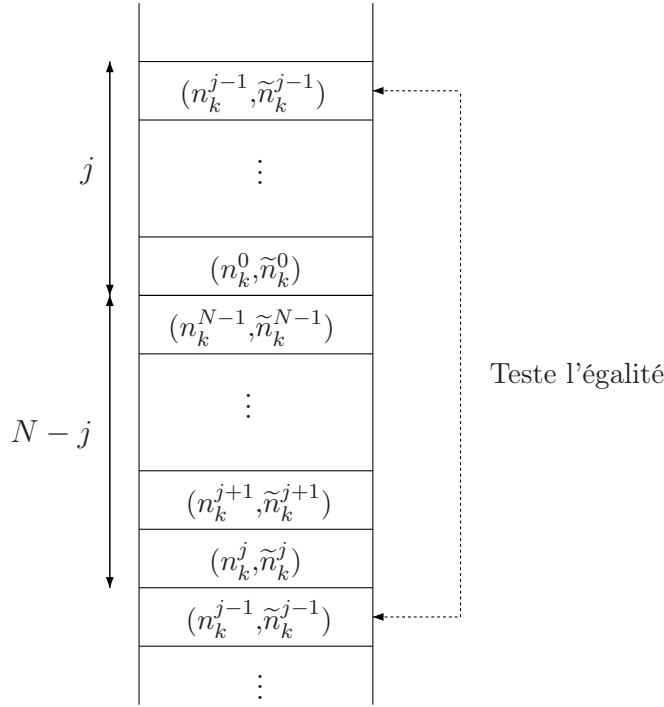 (n_k^{j-1},ñ_k^{j-1})
j
⋮
(n_k^0,ñ_k^0)
(n_k^{N-1},ñ_k^{N-1})
Teste l'égalité
⋮
N − j
(n_k^{j+1},ñ_k^{j+1})
(n_k^j,ñ_k^j)
(n_k^{j-1},ñ_k^{j-1})
⋮